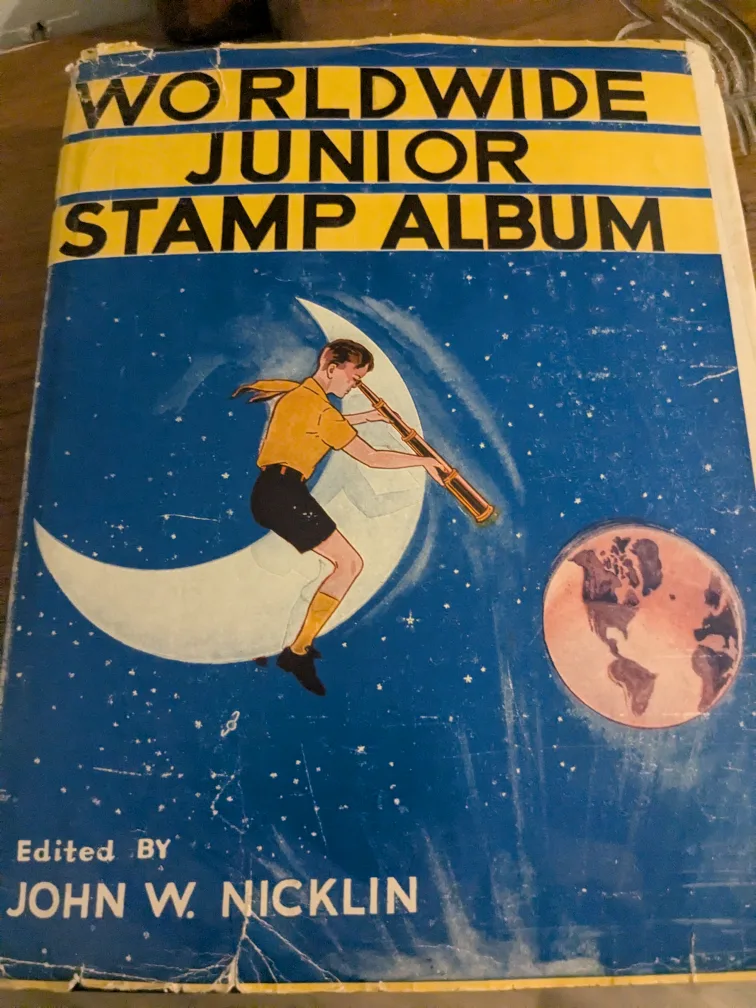 WORLDWIDE
JUNIOR
STAMP ALBUM
Edited BY
JOHN W. NICKLIN